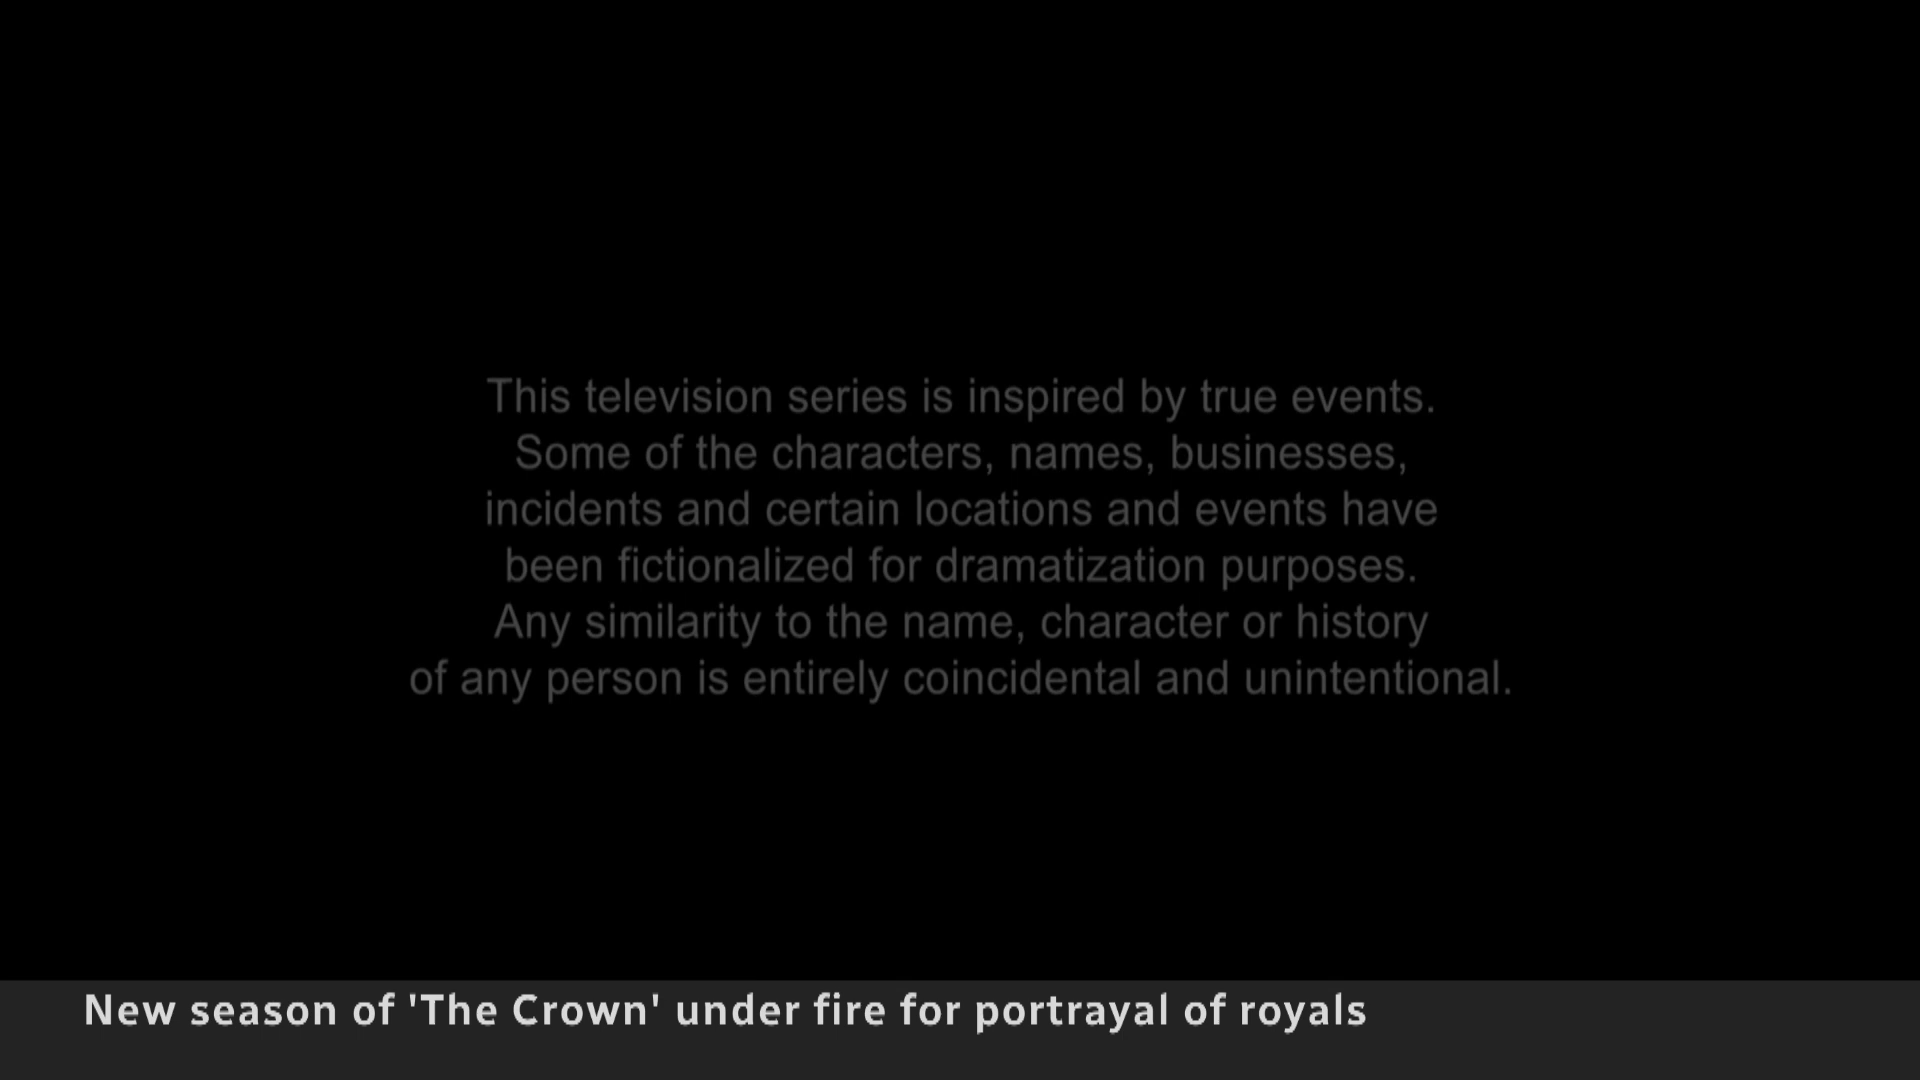 This television series is inspired by true events.
Some of the characters, names, businesses,
incidents and certain locations and events have
been fictionalized for dramatization purposes.
Any similarity to the name, character or history
of any person is entirely coincidental and unintentional.
New season of 'The Crown' under fire for portrayal of royals